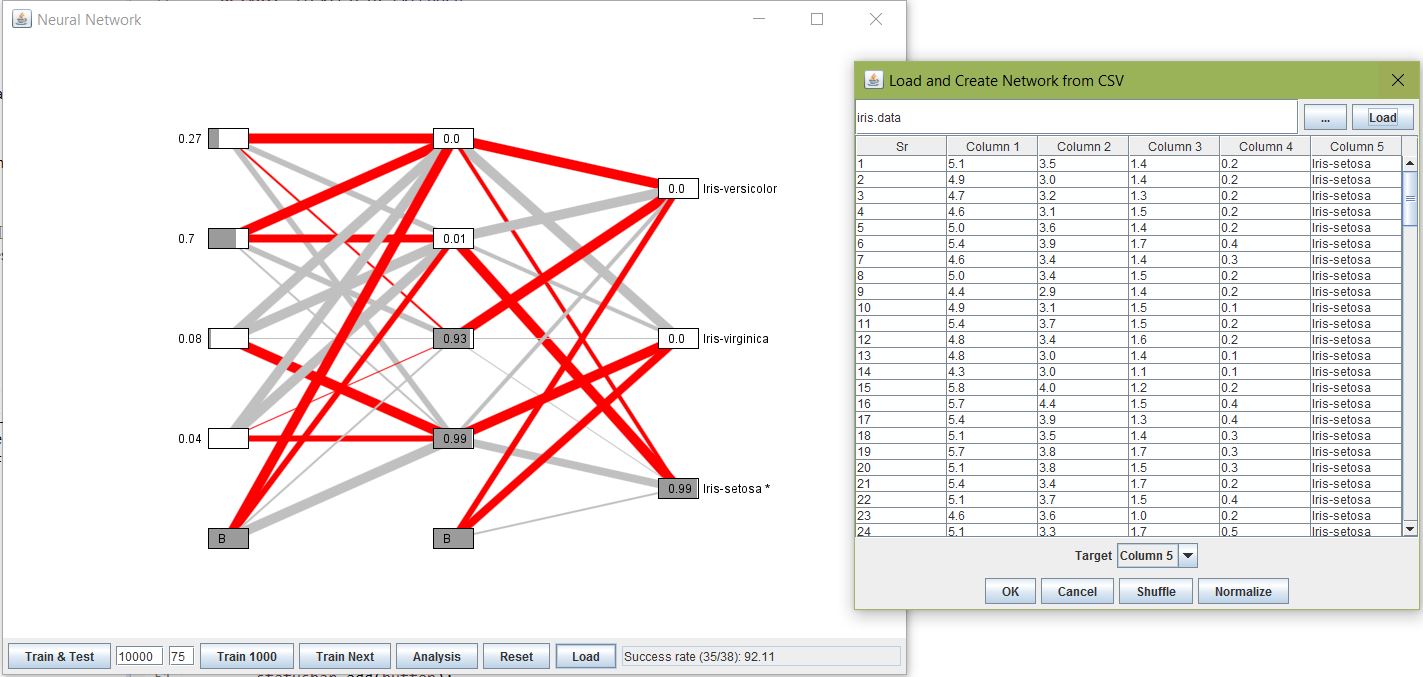 Neural Network
0.27
0.0
0.0 Iris-versicolor
0.7
0.01
0.08
0.93
0.0 Iris-virginica
0.04
0.99
0.99 Iris-setosa *
B
B
Train & Test 10000 75 Train 1000 Train Next Analysis Reset Load Success rate (35/38): 92.11
statusbar.add(button);
Load and Create Network from CSV
iris.data ... Load
Sr Column 1 Column 2 Column 3 Column 4 Column 5
1 5.1 3.5 1.4 0.2 Iris-setosa
2 4.9 3.0 1.4 0.2 Iris-setosa
3 4.7 3.2 1.3 0.2 Iris-setosa
4 4.6 3.1 1.5 0.2 Iris-setosa
5 5.0 3.6 1.4 0.2 Iris-setosa
6 5.4 3.9 1.7 0.4 Iris-setosa
7 4.6 3.4 1.4 0.3 Iris-setosa
8 5.0 3.4 1.5 0.2 Iris-setosa
9 4.4 2.9 1.4 0.2 Iris-setosa
10 4.9 3.1 1.5 0.1 Iris-setosa
11 5.4 3.7 1.5 0.2 Iris-setosa
12 4.8 3.4 1.6 0.2 Iris-setosa
13 4.8 3.0 1.4 0.1 Iris-setosa
14 4.3 3.0 1.1 0.1 Iris-setosa
15 5.8 4.0 1.2 0.2 Iris-setosa
16 5.7 4.4 1.5 0.4 Iris-setosa
17 5.4 3.9 1.3 0.4 Iris-setosa
18 5.1 3.5 1.4 0.3 Iris-setosa
19 5.7 3.8 1.7 0.3 Iris-setosa
20 5.1 3.8 1.5 0.3 Iris-setosa
21 5.4 3.4 1.7 0.2 Iris-setosa
22 5.1 3.7 1.5 0.4 Iris-setosa
23 4.6 3.6 1.0 0.2 Iris-setosa
24 5.1 3.3 1.7 0.5 Iris-setosa
Target Column 5
OK Cancel Shuffle Normalize